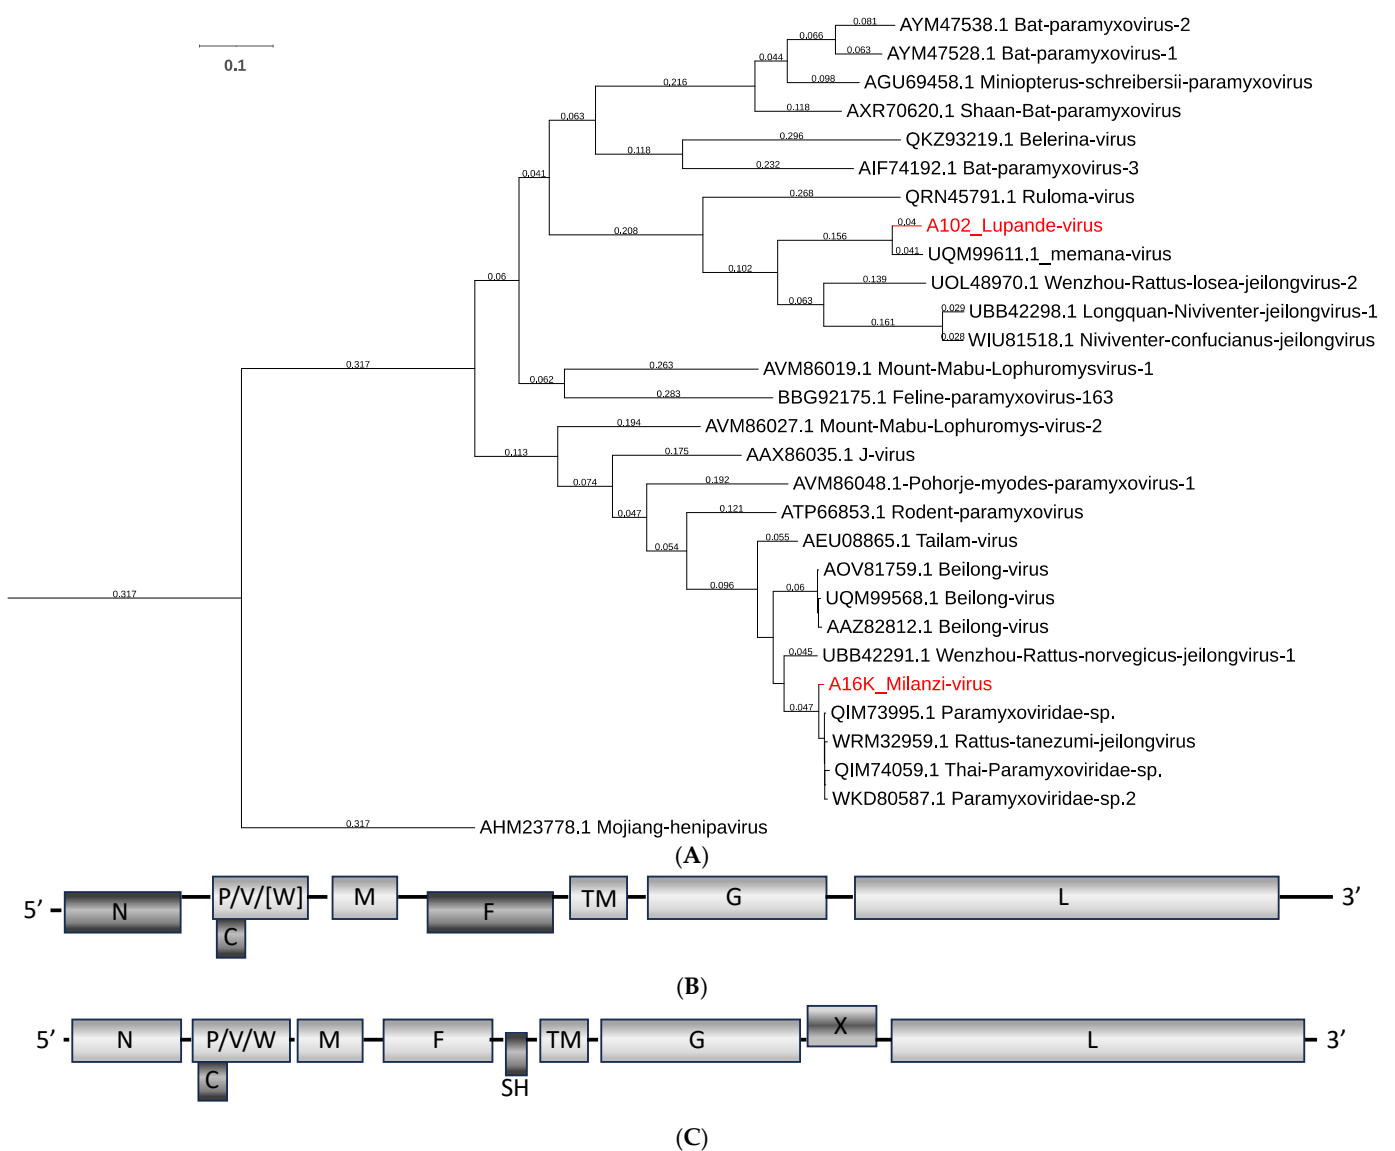 0.081 AYM47538.1 Bat-paramyxovirus-2
0.066
0.063 AYM47528.1 Bat-paramyxovirus-1
0.044
0.1
0.098 AGU69458.1 Miniopterus-schreibersii-paramyxovirus
0.216
0.118 AXR70620.1 Shaan-Bat-paramyxovirus
0.063
0.296 QKZ93219.1 Belerina-virus
0.118
0.232 AIF74192.1 Bat-paramyxovirus-3
0.041
0.268 QRN45791.1 Ruloma-virus
0.04 A102_Lupande-virus
0.208
0.156
0.041 UQM99611.1_memana-virus
0.102
0.06
0.139 UOL48970.1 Wenzhou-Rattus-losea-jeilongvirus-2
0.063
0.029 UBB42298.1 Longquan-Niviventer-jeilongvirus-1
0.161
0.028 WIU81518.1 Niviventer-confucianus-jeilongvirus
0.317
0.263 AVM86019.1 Mount-Mabu-Lophuromysvirus-1
0.062
0.283 BBG92175.1 Feline-paramyxovirus-163
0.194 AVM86027.1 Mount-Mabu-Lophuromys-virus-2
0.113
0.175 AAX86035.1 J-virus
0.074
0.192 AVM86048.1-Pohorje-myodes-paramyxovirus-1
0.047
0.121 ATP66853.1 Rodent-paramyxovirus
0.054
0.055 AEU08865.1 Tailam-virus
0.096
AOV81759.1 Beilong-virus
0.06
0.317
UQM99568.1 Beilong-virus
AAZ82812.1 Beilong-virus
0.045 UBB42291.1 Wenzhou-Rattus-norvegicus-jeilongvirus-1
A16K_Milanzi-virus
0.047
QIM73995.1 Paramyxoviridae-sp.
WRM32959.1 Rattus-tanezumi-jeilongvirus
QIM74059.1 Thai-Paramyxoviridae-sp.
WKD80587.1 Paramyxoviridae-sp.2
0.317 AHM23778.1 Mojiang-henipavirus
(A)
5’ N P/V/[W] M F TM G L 3’
C
(B)
5’ N P/V/W M F TM G X L 3’
C SH
(C)